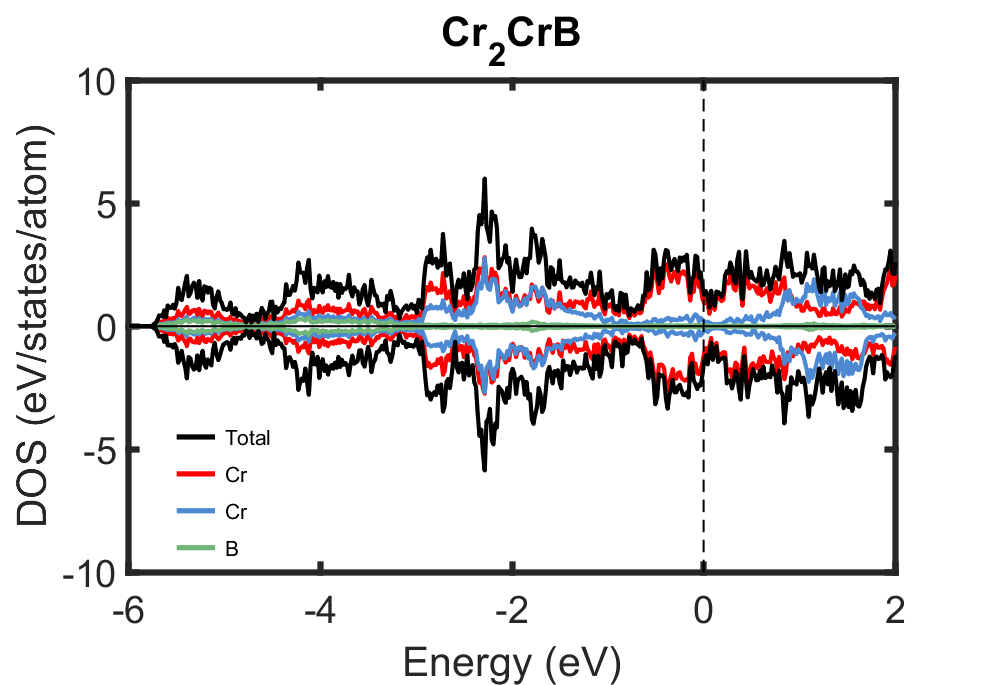 Cr2CrB
DOS (eV/states/atom)
10
5
0
-5
-10
Total
Cr
Cr
B
-6 -4 -2 0 2
Energy (eV)